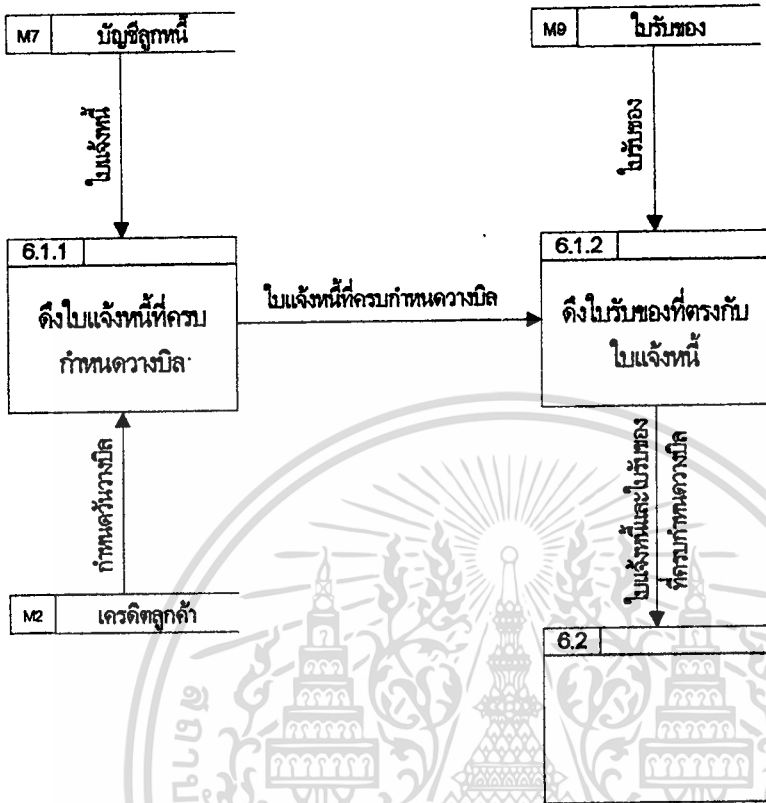 M7 บัญชีลูกหนี้
M9 ใบรับของ
ใบแจ้งหนี้
ใบรับของ
6.1.1
ดึงใบแจ้งหนี้ที่ครบ
กำหนดวางบิล
ใบแจ้งหนี้ที่ครบกำหนดวางบิล
6.1.2
ดึงใบรับของที่ตรงกับ
ใบแจ้งหนี้
กำหนดวันวางบิล
ใบแจ้งหนี้และใบรับของ
ที่ครบกำหนดวางบิล
M2 เครดิตลูกค้า
6.2